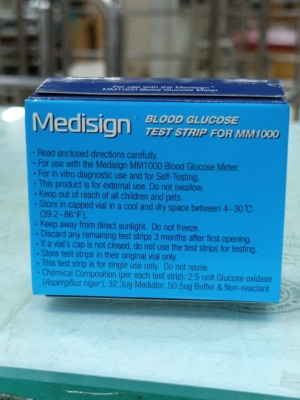 For use with the Medisign
MM1000 Blood Glucose Meter
Medisign
BLOOD GLUCOSE
TEST STRIP FOR MM1000
· Read enclosed directions carefully.
· For use with the Medisign MM1000 Blood Glucose Meter.
· For in vitro diagnostic use and for Self-Testing.
· This product is for external use. Do not swallow.
· Keep out of reach of all children and pets.
· Store in capped vial in a cool and dry space between 4~30℃
(39.2~86℉).
· Keep away from direct sunlight. Do not freeze.
· Discard any remaining test strips 3 months after first opening.
· If a vial's cap is not closed, do not use the test strips for testing.
· Store test strips in their original vial only.
· This test strip is for single use only. Do not reuse.
· Chemical Composition (per each test strip): 2.5 unit Glucose oxidase
(Aspergillus niger), 32.3ug Mediator, 50.5ug Buffer & Non-reactant